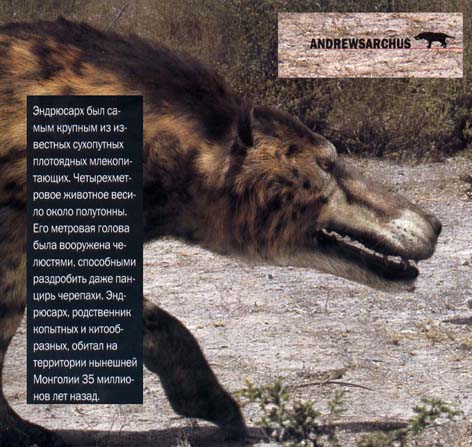 ANDREWSARCHUS
Эндрюсарх был са-
мым крупным из из-
вестных сухопутных
плотоядных млекопи-
тающих. Четырехмет-
ровое животное веси-
ло около полутонны.
Его метровая голова
была вооружена че-
люстями, способными
раздробить даже пан-
цирь черепахи. Энд-
рюсарх, родственник
копытных и китооб-
разных, обитал на
территории нынешней
Монголии 35 миллио-
нов лет назад.